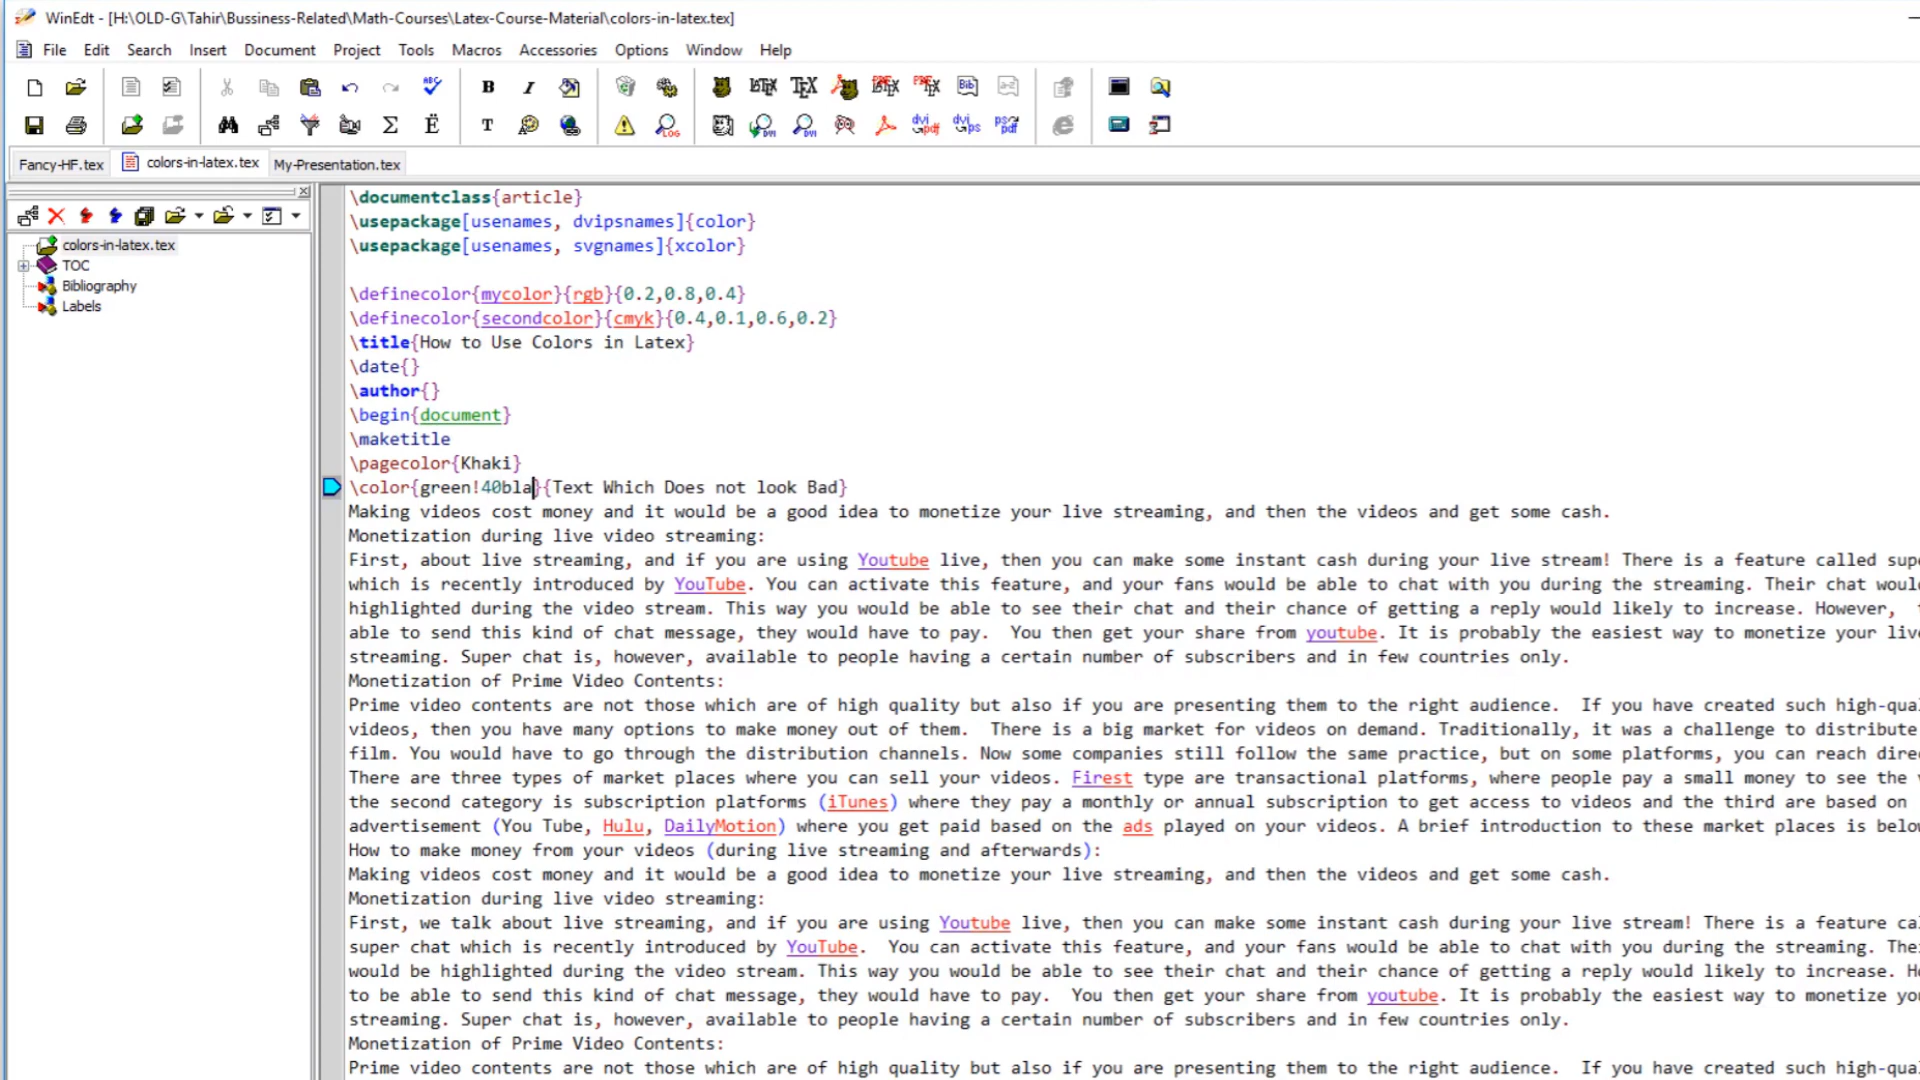 WinEdt - [H:\OLD-G\Tahir\Bussiness-Related\Math-Courses\Latex-Course-Material\colors-in-latex.tex]
File Edit Search Insert Document Project Tools Macros Accessories Options Window Help
Fancy-HF.tex colors-in-latex.tex My-Presentation.tex
colors-in-latex.tex
TOC
Bibliography
Labels
\documentclass{article}
\usepackage[usenames, dvipsnames]{color}
\usepackage[usenames, svgnames]{xcolor}
\definecolor{mycolor}{rgb}{0.2,0.8,0.4}
\definecolor{secondcolor}{cmyk}{0.4,0.1,0.6,0.2}
\title{How to Use Colors in Latex}
\date{}
\author{}
\begin{document}
\maketitle
\pagecolor{Khaki}
\color{green!40bla}{Text Which Does not look Bad}
Making videos cost money and it would be a good idea to monetize your live streaming, and then the videos and get some cash.
Monetization during live video streaming:
First, about live streaming, and if you are using Youtube live, then you can make some instant cash during your live stream! There is a feature called
which is recently introduced by YouTube. You can activate this feature, and your fans would be able to chat with you during the streaming. Their chat
highlighted during the video stream. This way you would be able to see their chat and their chance of getting a reply would likely to increase. However,
able to send this kind of chat message, they would have to pay.  You then get your share from youtube. It is probably the easiest way to monetize your
streaming. Super chat is, however, available to people having a certain number of subscribers and in few countries only.
Monetization of Prime Video Contents:
Prime video contents are not those which are of high quality but also if you are presenting them to the right audience.  If you have created such
videos, then you have many options to make money out of them.  There is a big market for videos on demand. Traditionally, it was a challenge to distribute
film. You would have to go through the distribution channels. Now some companies still follow the same practice, but on some platforms, you can reach
There are three types of market places where you can sell your videos. Firest type are transactional platforms, where people pay a small money to see the
the second category is subscription platforms (iTunes) where they pay a monthly or annual subscription to get access to videos and the third are based on
advertisement (You Tube, Hulu, DailyMotion) where you get paid based on the ads played on your videos. A brief introduction to these market places is
How to make money from your videos (during live streaming and afterwards):
Making videos cost money and it would be a good idea to monetize your live streaming, and then the videos and get some cash.
Monetization during live video streaming:
First, we talk about live streaming, and if you are using Youtube live, then you can make some instant cash during your live stream! There is a feature
super chat which is recently introduced by YouTube.  You can activate this feature, and your fans would be able to chat with you during the streaming.
would be highlighted during the video stream. This way you would be able to see their chat and their chance of getting a reply would likely to increase.
to be able to send this kind of chat message, they would have to pay.  You then get your share from youtube. It is probably the easiest way to monetize
streaming. Super chat is, however, available to people having a certain number of subscribers and in few countries only.
Monetization of Prime Video Contents:
Prime video contents are not those which are of high quality but also if you are presenting them to the right audience.  If you have created such